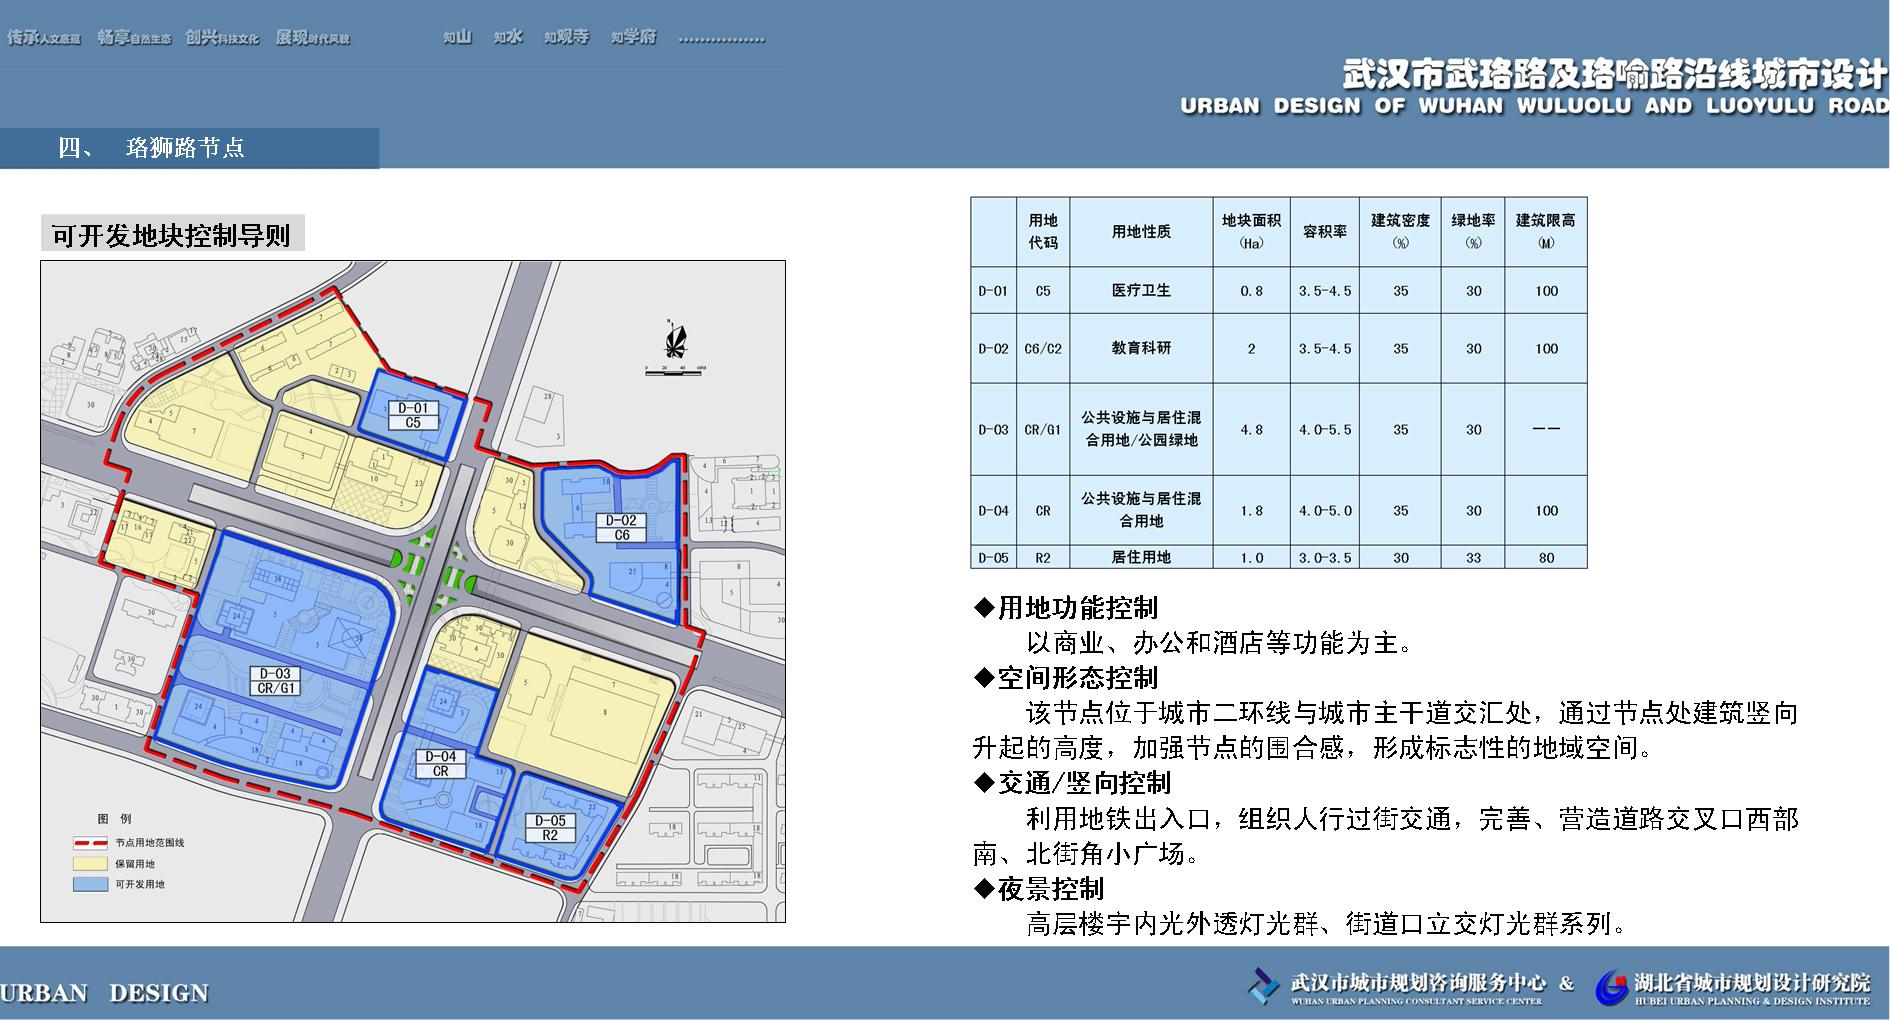 传承人文底蕴 畅享自然生态 创兴科技文化 展现时代风貌 知山 知水 知观寺 知学府 ................
武汉市武珞路及珞喻路沿线城市设计
URBAN DESIGN OF WUHAN WULUOLU AND LUOYULU ROAD
四、 珞狮路节点
可开发地块控制导则
D-01
C5
D-02
C6
D-03
CR/G1
D-04
CR
D-05
R2
图 例
节点用地范围线
保留用地
可开发用地
用地代码 用地性质 地块面积(Ha) 容积率 建筑密度(%) 绿地率(%) 建筑限高(M)
D-01 C5 医疗卫生 0.8 3.5-4.5 35 30 100
D-02 C6/C2 教育科研 2 3.5-4.5 35 30 100
D-03 CR/G1 公共设施与居住混合用地/公园绿地 4.8 4.0-5.5 35 30 ——
D-04 CR 公共设施与居住混合用地 1.8 4.0-5.0 35 30 100
D-05 R2 居住用地 1.0 3.0-3.5 30 33 80
◆用地功能控制
以商业、办公和酒店等功能为主。
◆空间形态控制
该节点位于城市二环线与城市主干道交汇处，通过节点处建筑竖向
升起的高度，加强节点的围合感，形成标志性的地域空间。
◆交通/竖向控制
利用地铁出入口，组织人行过街交通，完善、营造道路交叉口西部
南、北街角小广场。
◆夜景控制
高层楼宇内光外透灯光群、街道口立交灯光群系列。
URBAN DESIGN
武汉市城市规划咨询服务中心 & 湖北省城市规划设计研究院
WUHAN URBAN PLANNING CONSULTANT SERVICE CENTER HUBEI URBAN PLANNING & DESIGN INSTITUTE